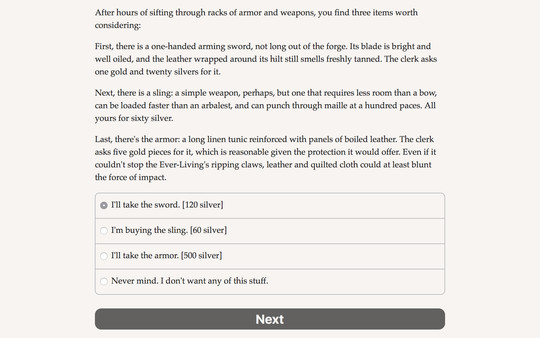 After hours of sifting through racks of armor and weapons, you find three items worth
considering:
First, there is a one-handed arming sword, not long out of the forge. Its blade is bright and
well oiled, and the leather wrapped around its hilt still smells freshly tanned. The clerk asks
one gold and twenty silvers for it.
Next, there is a sling: a simple weapon, perhaps, but one that requires less room than a bow,
can be loaded faster than an arbalest, and can punch through maille at a hundred paces. All
yours for sixty silver.
Last, there's the armor: a long linen tunic reinforced with panels of boiled leather. The clerk
asks five gold pieces for it, which is reasonable given the protection it would offer. Even if it
couldn't stop the Ever-Living's ripping claws, leather and quilted cloth could at least blunt
the force of impact.
I'll take the sword. [120 silver]
I'm buying the sling. [60 silver]
I'll take the armor. [500 silver]
Never mind. I don't want any of this stuff.
Next